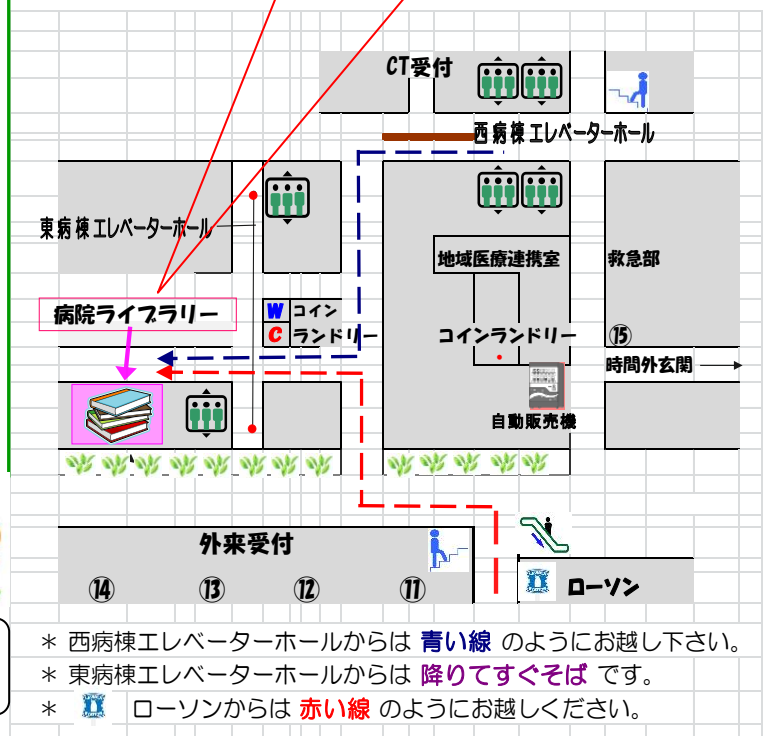 CT受付
西病棟エレベーターホール
東病棟エレベーターホール
地域医療連携室
救急部
病院ライブラリー
W コイン
C ランドリー
コインランドリー
⑮
時間外玄関
自動販売機
外来受付
⑭ ⑬ ⑫ ⑪
ローソン
＊ 西病棟エレベーターホールからは 青い線 のようにお越し下さい。
＊ 東病棟エレベーターホールからは 降りてすぐそば です。
＊ ローソンからは 赤い線 のようにお越しください。